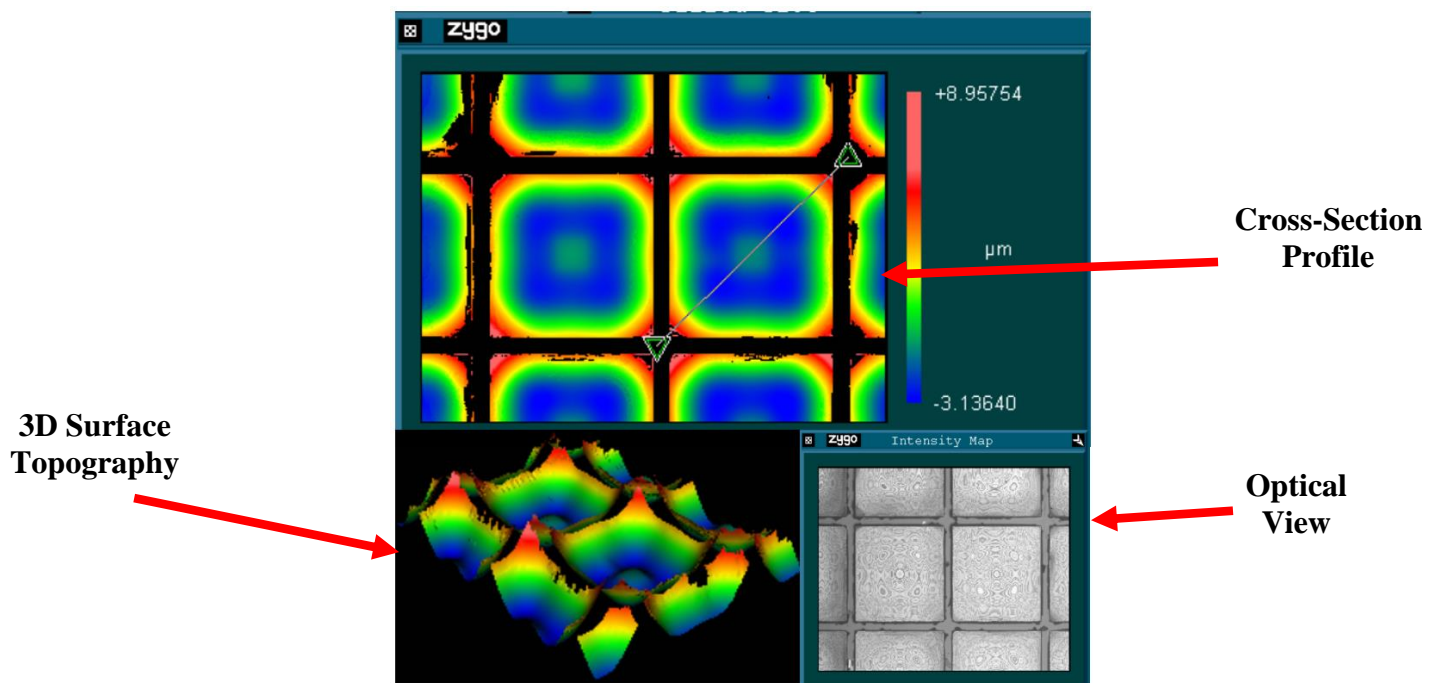 zygo
+8.95754
µm
-3.13640
Cross-Section
Profile
3D Surface
Topography
zygo Intensity Map
Optical
View